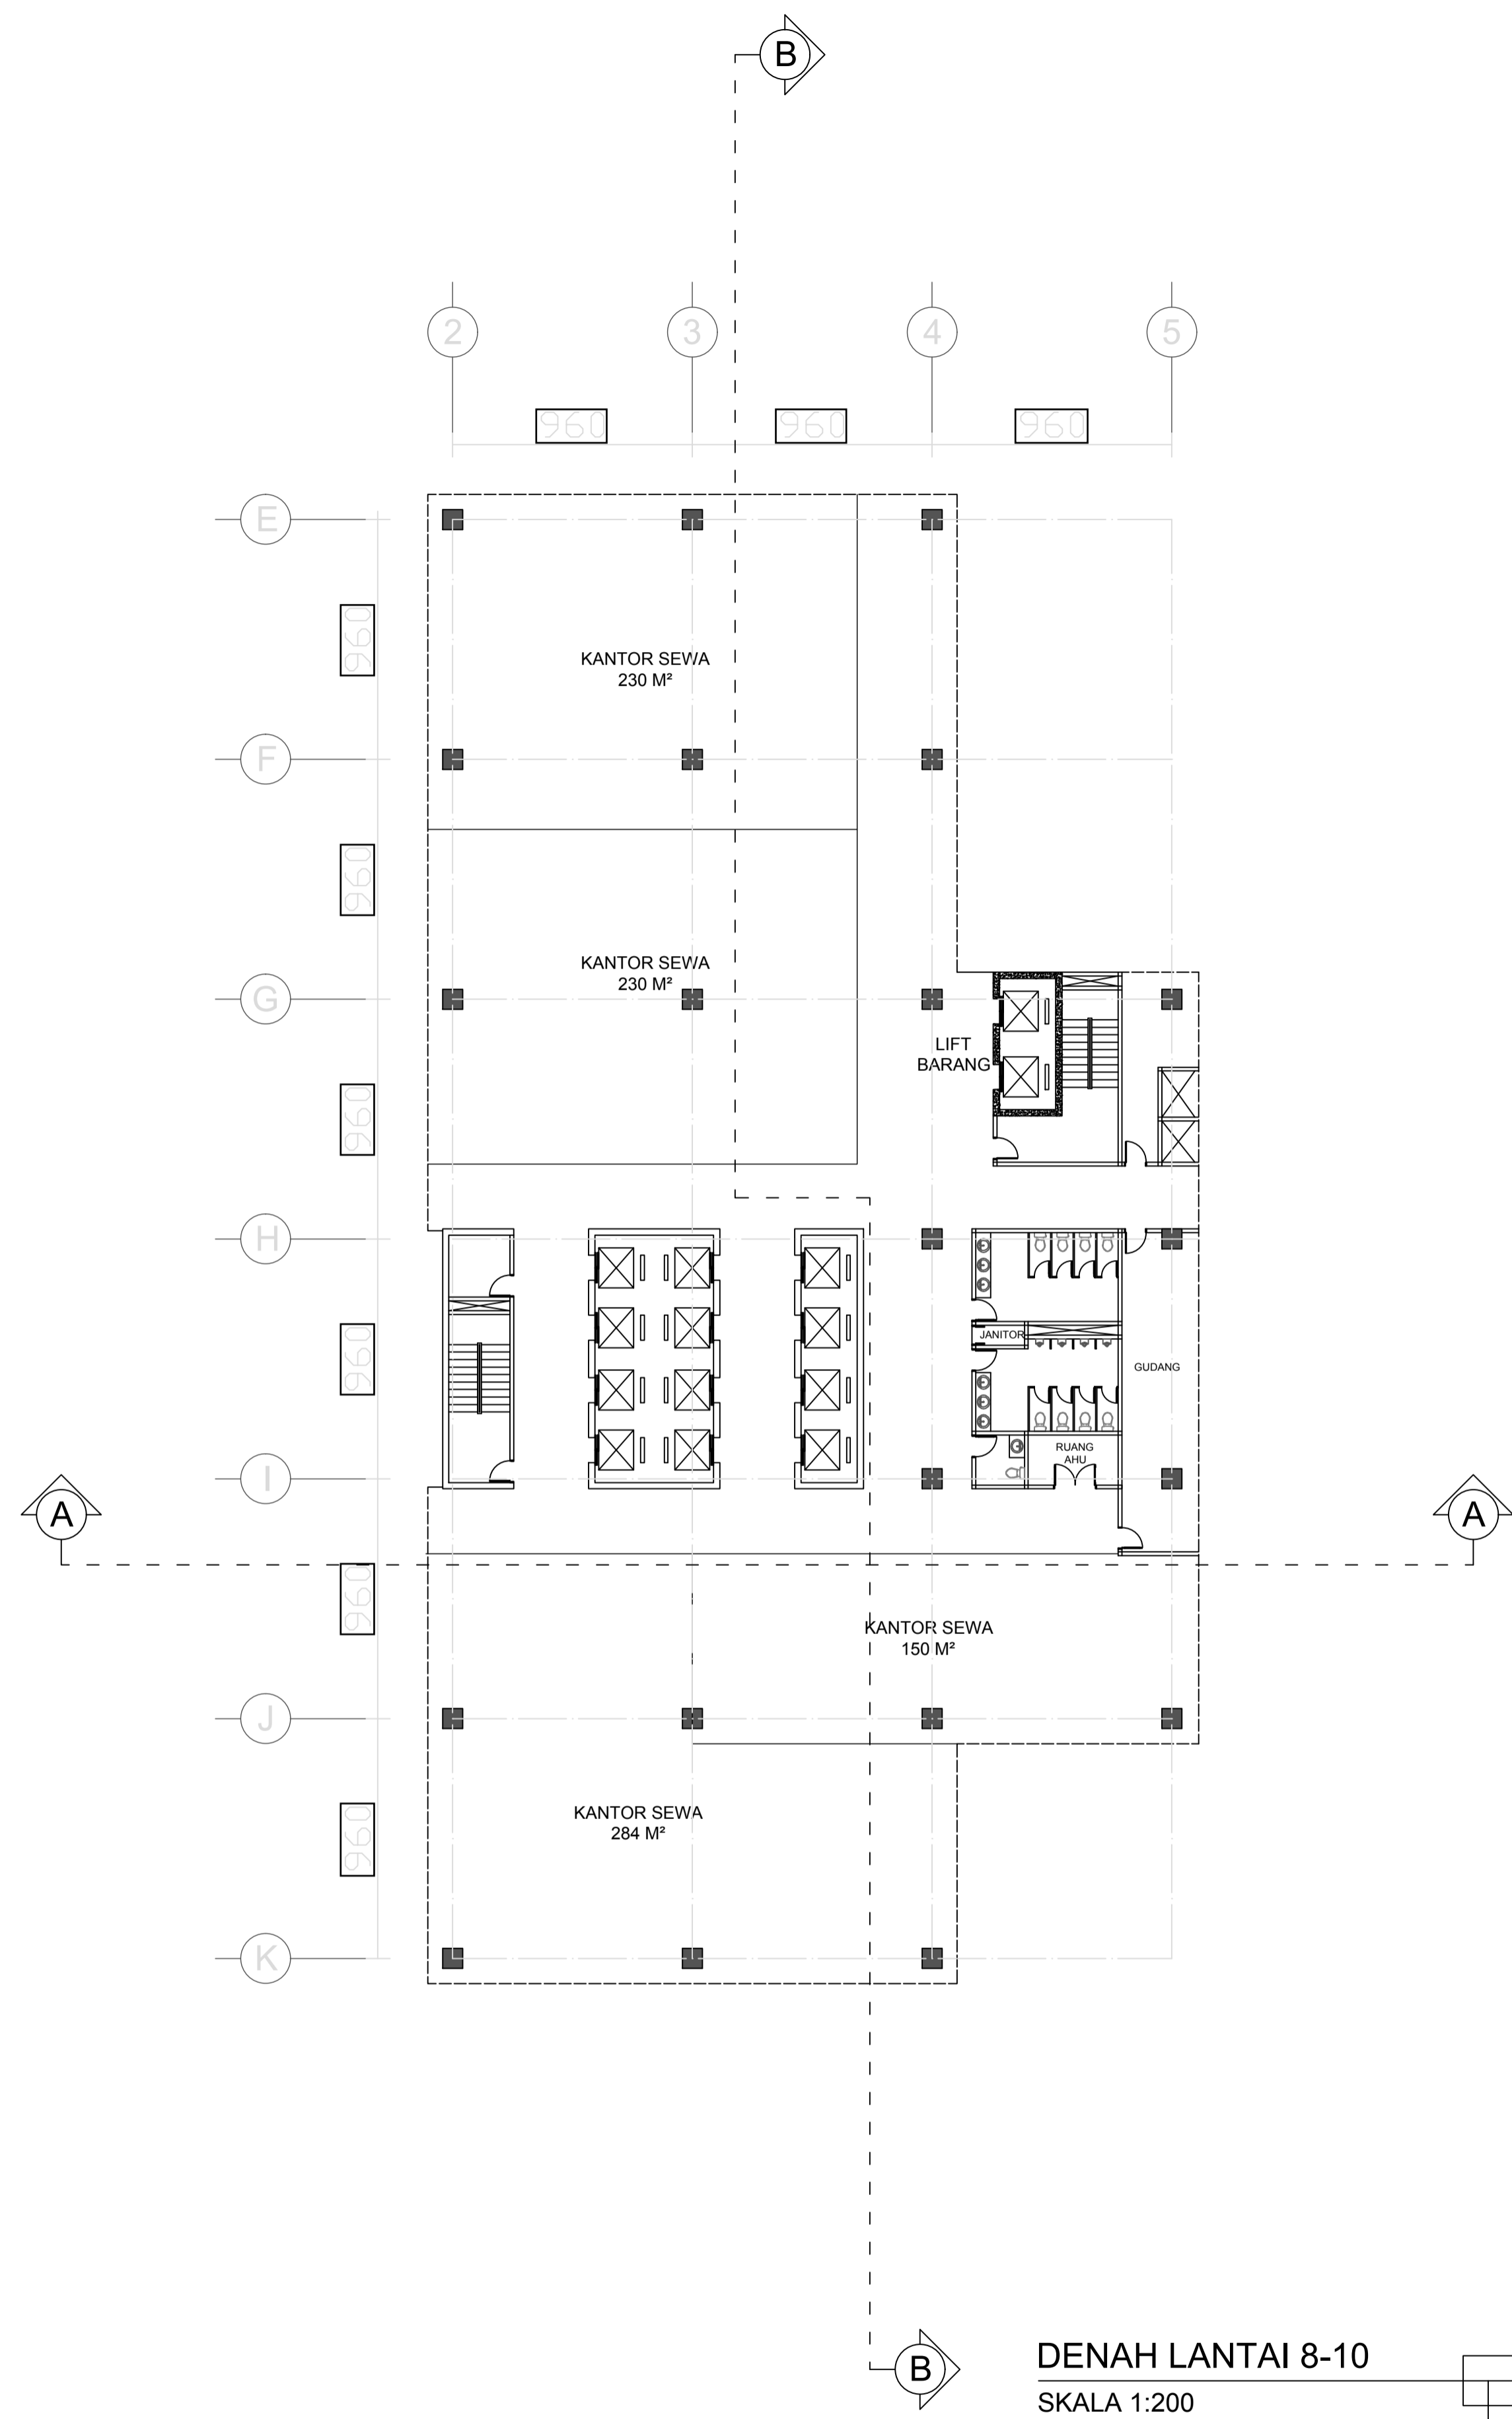 B
2
3
4
5
960
960
960
E
960
KANTOR SEWA
230 M²
F
960
KANTOR SEWA
230 M²
G
LIFT
BARANG
960
H
JANITOR
960
GUDANG
RUANG
AHU
I
A
A
960
KANTOR SEWA
150 M²
J
KANTOR SEWA
284 M²
960
K
B
DENAH LANTAI 8-10
SKALA 1:200